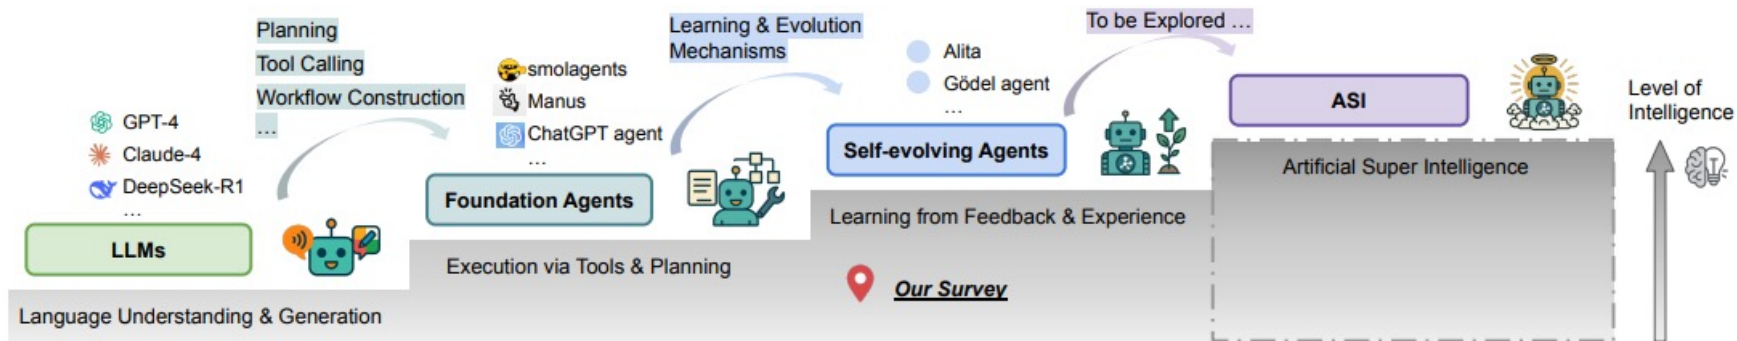 Planning
Tool Calling
Workflow Construction
...
GPT-4
Claude-4
DeepSeek-R1
...
LLMs
Language Understanding & Generation
smolagents
Manus
ChatGPT agent
...
Foundation Agents
Execution via Tools & Planning
Learning & Evolution
Mechanisms
Alita
Gödel agent
...
Self-evolving Agents
Learning from Feedback & Experience
Our Survey
To be Explored ...
ASI
Artificial Super Intelligence
Level of
Intelligence